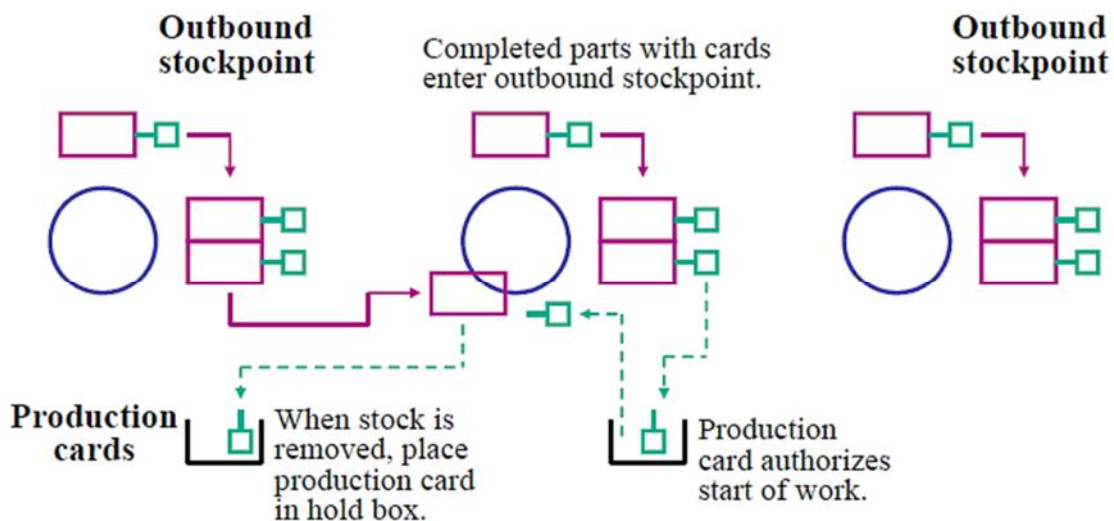 Outbound
stockpoint
Completed parts with cards
enter outbound stockpoint.
Outbound
stockpoint
Production
cards
When stock is
removed, place
production card
in hold box.
Production
card authorizes
start of work.